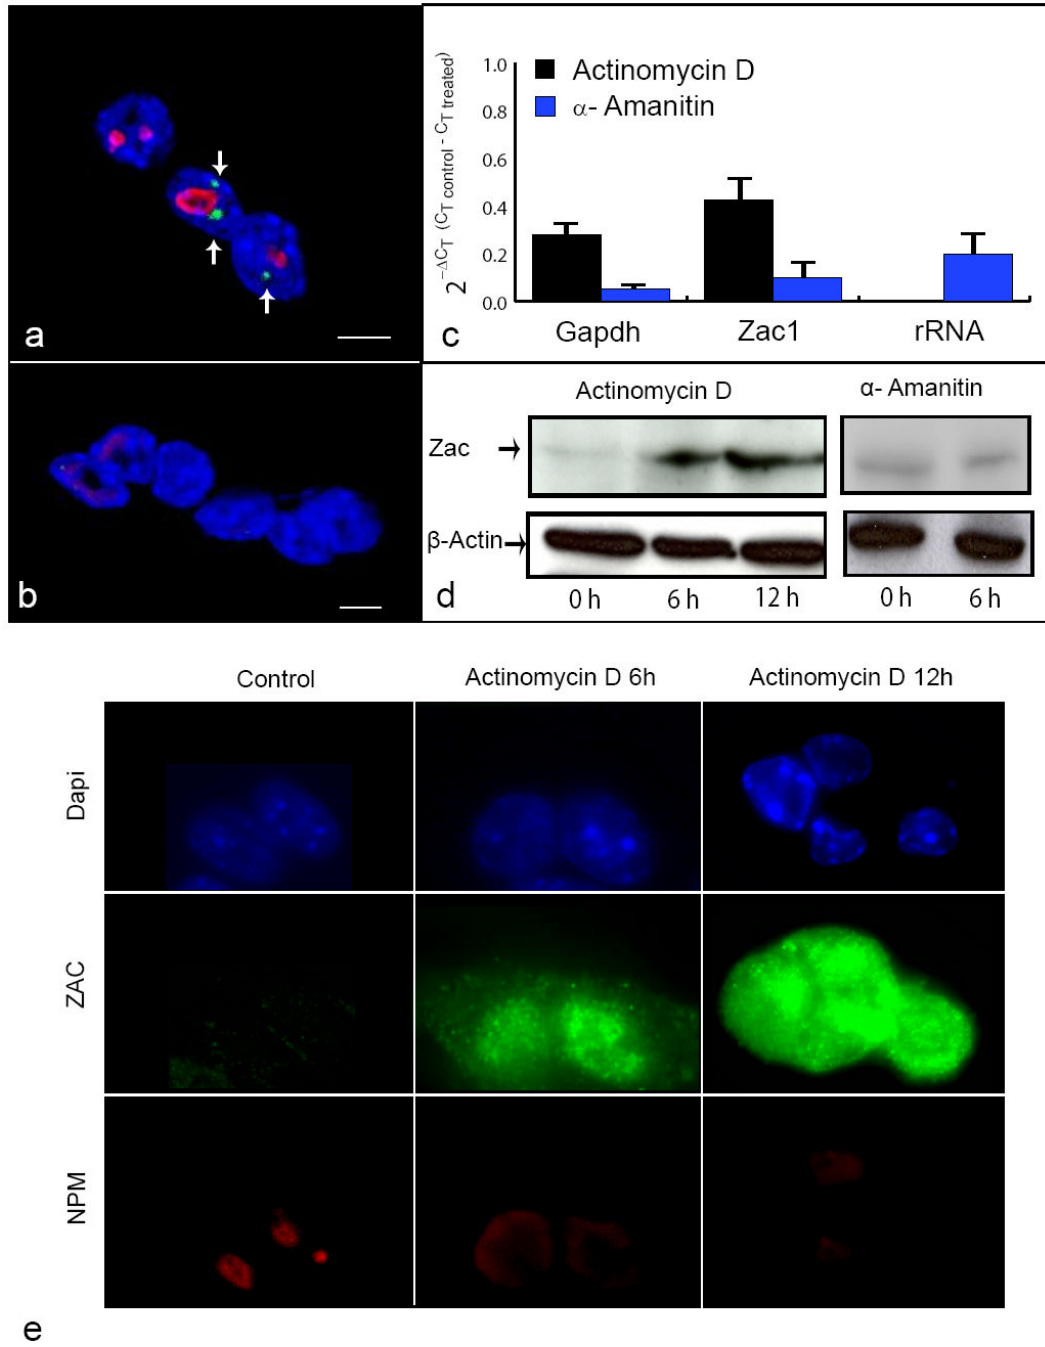 a
b
2^−ΔCT (CT control - CT treated)
1.0
0.8
0.6
0.4
0.2
0.0
Actinomycin D
α- Amanitin
Gapdh Zac1 rRNA
c
Actinomycin D α- Amanitin
Zac
β-Actin
d
0 h 6 h 12 h 0 h 6 h
Control Actinomycin D 6h Actinomycin D 12h
Dapi
ZAC
NPM
e